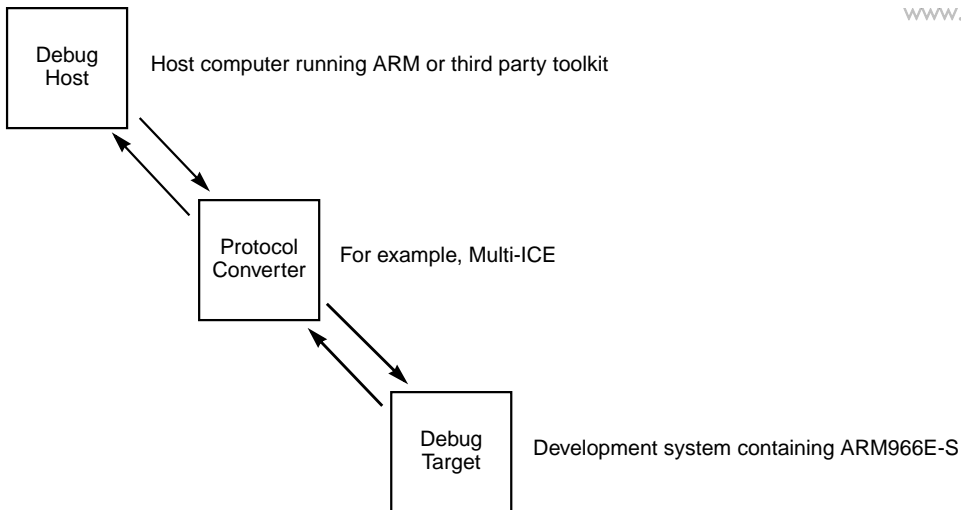 www.
Debug
Host
Host computer running ARM or third party toolkit
Protocol
Converter
For example, Multi-ICE
Debug
Target
Development system containing ARM966E-S